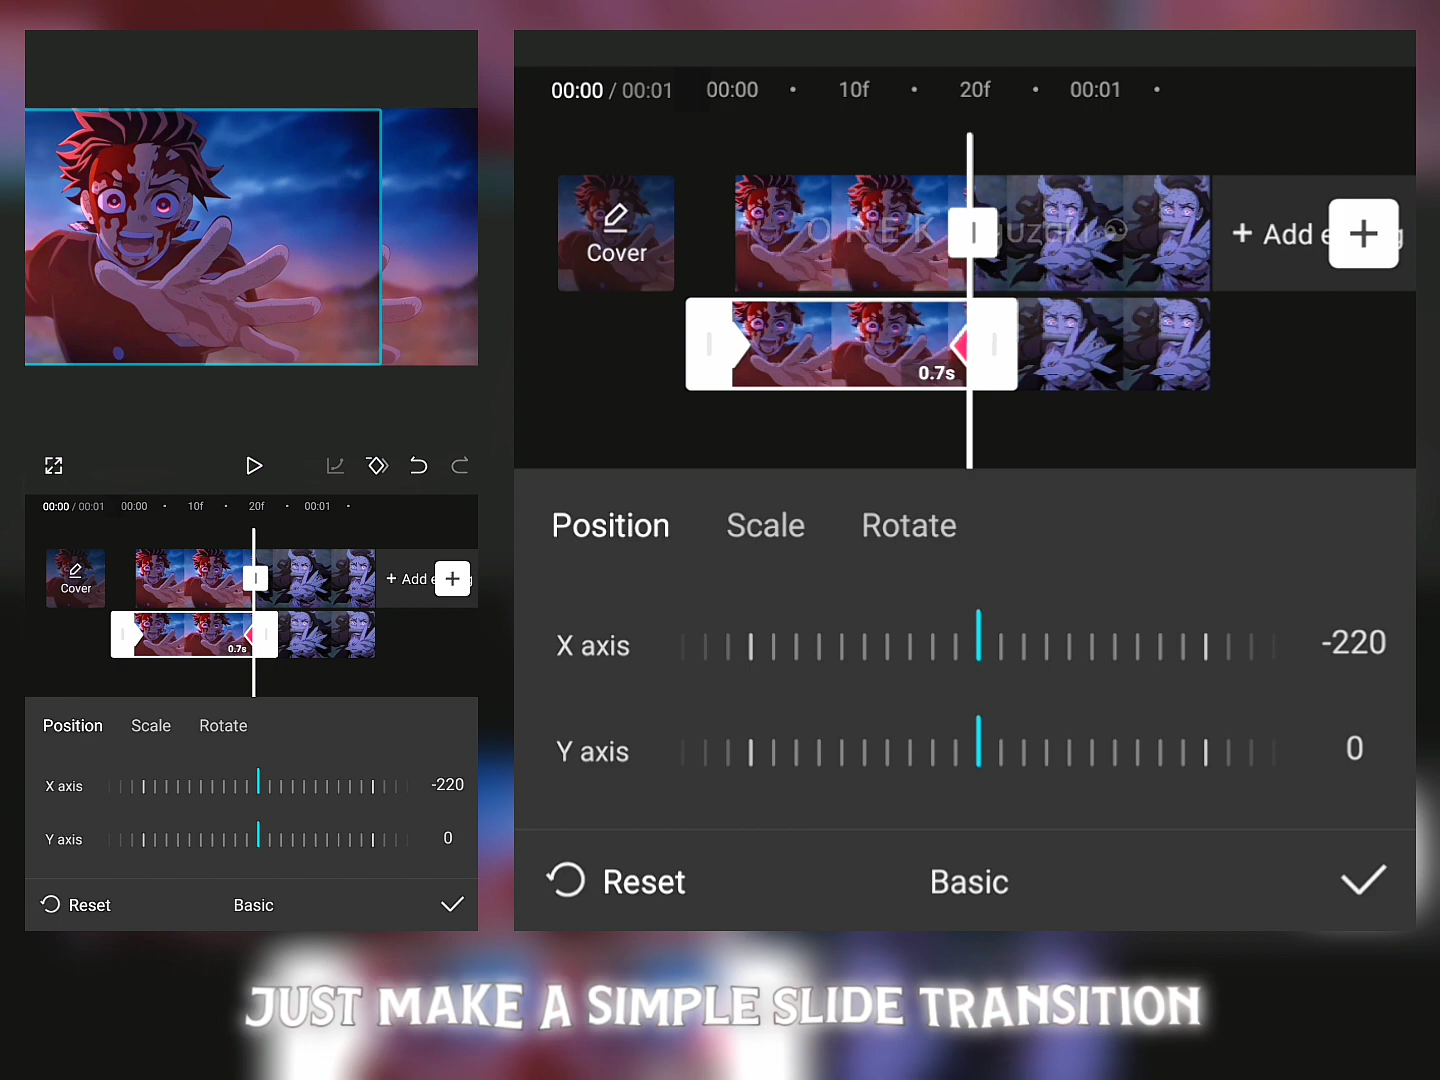 00:00 / 00:01 00:00 10f 20f 00:01
Cover
+ Add e
0.7s
Position Scale Rotate
X axis -220
Y axis 0
Reset Basic
00:00 / 00:01 00:00 10f 20f 00:01
Cover
OREK guzaki
+ Add e g
0.7s
Position Scale Rotate
X axis -220
Y axis 0
Reset Basic
JUST MAKE A SIMPLE SLIDE TRANSITION